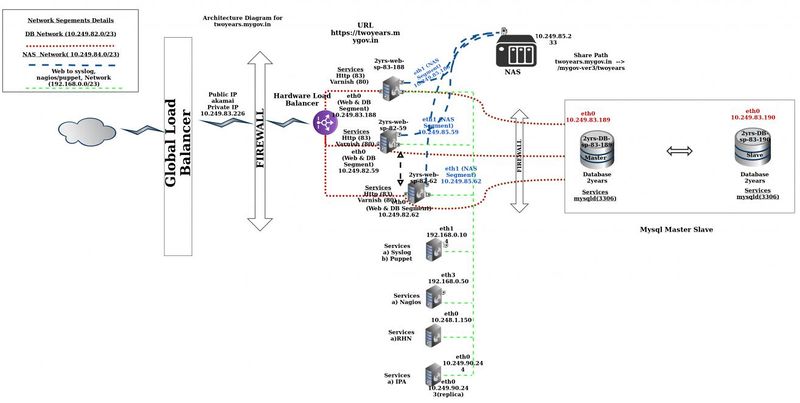 Network Segements Details
DB Network (10.249.82.0/23)
NAS Network( 10.249.84.0/23)
Web to syslog,
nagios/puppet, Network
(192.168.0.0/23)
Architecture Diagram for
twoyears.mygov.in
URL
https://twoyears.m
ygov.in
Global Load
Balancer
Public IP
akamai
Private IP
10.249.83.226
FIREWALL
Hardware Load
Balancer
2yrs-web-
sp-83-188
Services
Http (83)
Varnish (80)
eth0
(Web & DB
Segment)
10.249.83.188
eth1 (NAS
Segment)
2yrs-web-
sp-82-59
Services
Http (83)
Varnish (80)
eth0
(Web & DB
Segment)
10.249.82.59
eth1 (NAS
Segment)
10.249.85.59
2yrs-web-
sp-82-62
Services
Http (83)
Varnish (80)
eth0
(Web & DB Segment)
10.249.82.62
eth1 (NAS
Segment)
10.249.85.62
NAS
10.249.85.2
33
Share Path
twoyears.mygov.in -->
/mygov-ver3/twoyears
FIREWALL
eth0
10.249.83.189
2yrs-DB-
sp-83-189
Master
Database
2years
Services
mysqld(3306)
eth0
10.249.83.190
2yrs-DB-
sp-83-190
Slave
Database
2years
Services
mysqld(3306)
Mysql Master Slave
eth1
192.168.0.10
4
Services
a) Syslog
b) Puppet
eth3
192.168.0.50
Services
a) Nagios
eth0
10.248.1.150
Services
a)RHN
eth0
10.249.90.24
4
Services
a) IPA
eth0
10.249.90.24
3(replica)